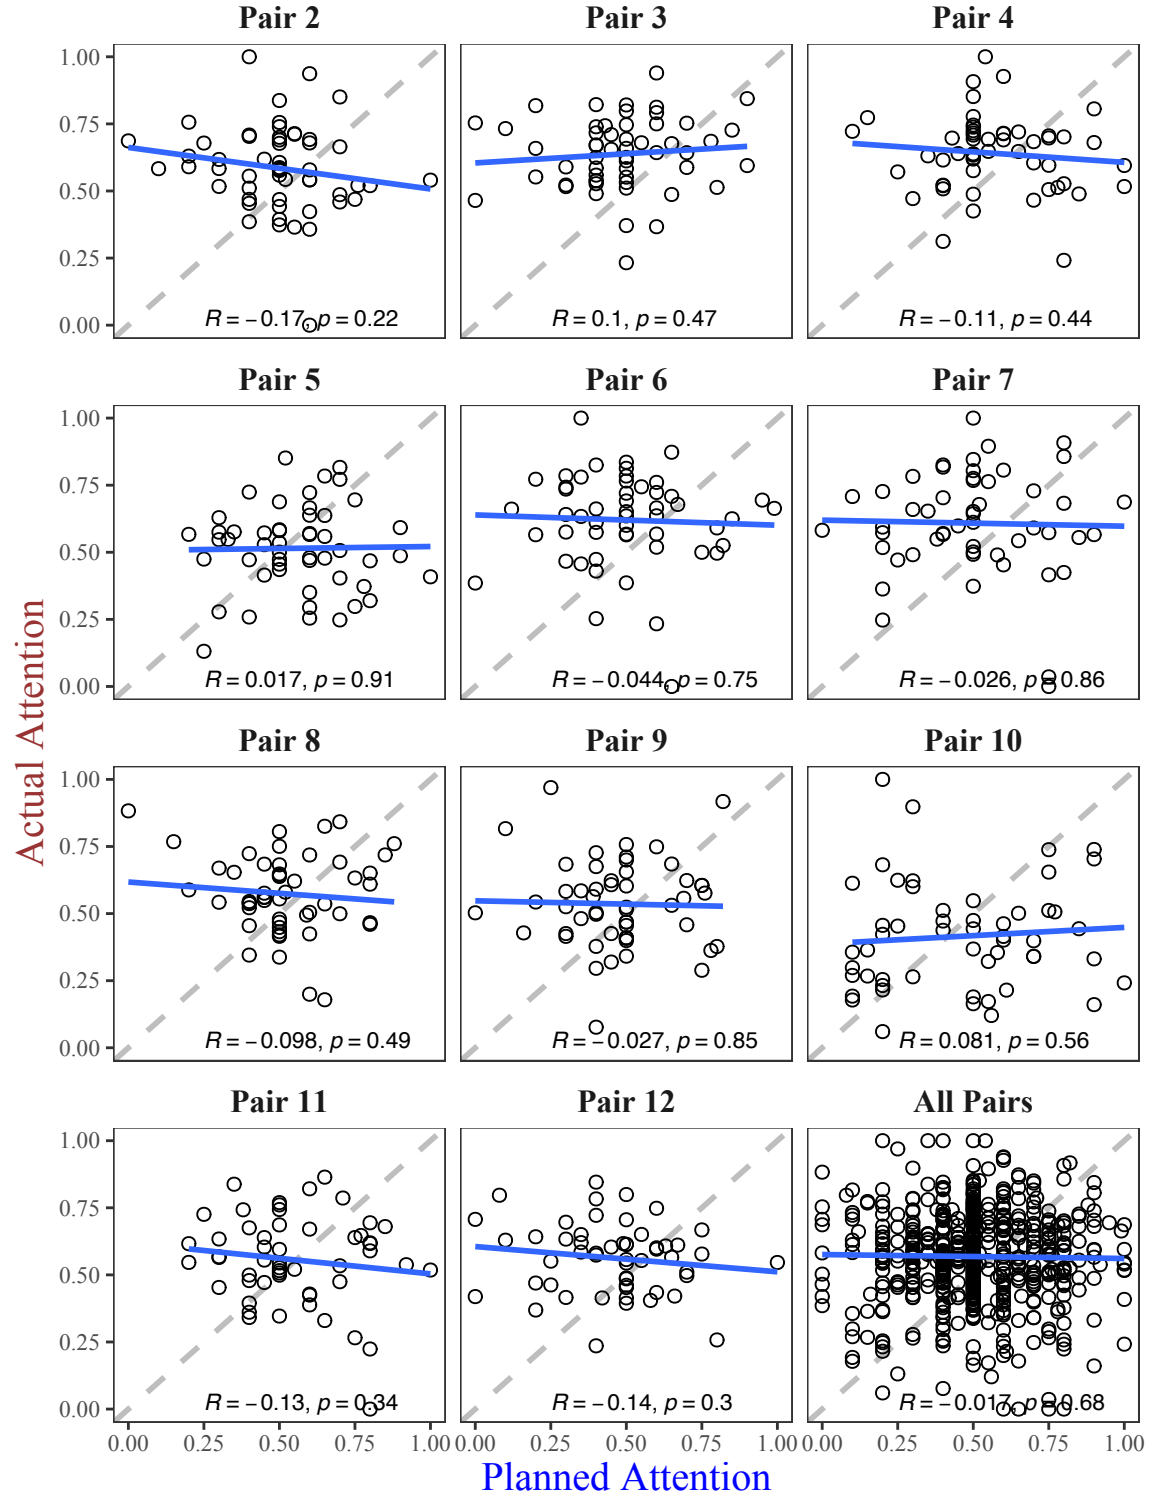 Pair 2 Pair 3 Pair 4
1.00
0.75
0.50
0.25
0.00
R = −0.17, p = 0.22 R = 0.1, p = 0.47 R = −0.11, p = 0.44
Pair 5 Pair 6 Pair 7
1.00
0.75
0.50
0.25
0.00
R = 0.017, p = 0.91 R = −0.044, p = 0.75 R = −0.026, p = 0.86
Pair 8 Pair 9 Pair 10
1.00
0.75
0.50
0.25
0.00
R = −0.098, p = 0.49 R = −0.027, p = 0.85 R = 0.081, p = 0.56
Pair 11 Pair 12 All Pairs
1.00
0.75
0.50
0.25
0.00
R = −0.13, p = 0.34 R = −0.14, p = 0.3 R = −0.017, p = 0.68
0.00 0.25 0.50 0.75 1.00 0.00 0.25 0.50 0.75 1.00 0.00 0.25 0.50 0.75 1.00
Planned Attention
Actual Attention